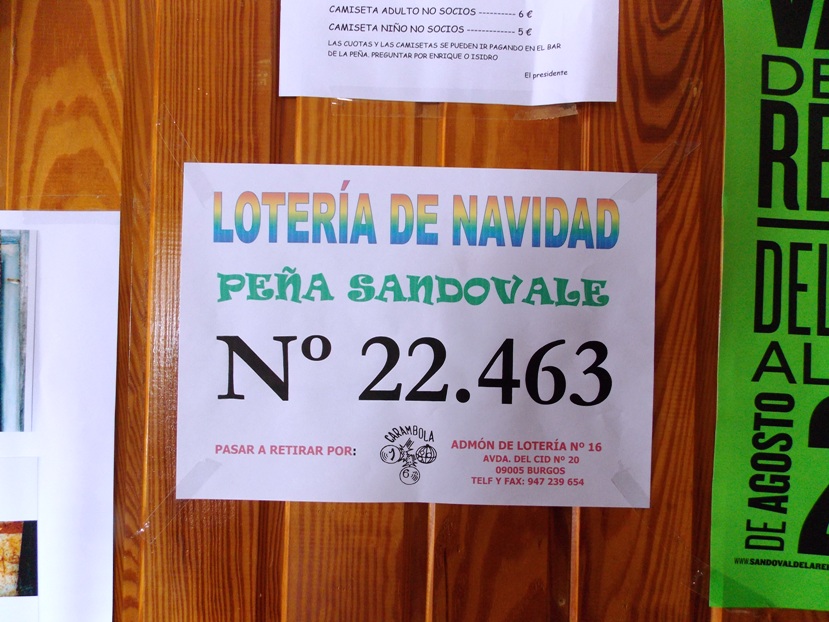 CAMISETA ADULTO NO SOCIOS ---------- 6 €
CAMISETA NIÑO NO SOCIOS ------------- 5 €
LAS CUOTAS Y LAS CAMISETAS SE PUEDEN IR PAGANDO EN EL BAR
DE LA PEÑA. PREGUNTAR POR ENRIQUE O ISIDRO
El presidente
LOTERÍA DE NAVIDAD
PEÑA SANDOVALE
Nº 22.463
PASAR A RETIRAR POR:
CARAMBOLA
1
6
ADMÓN DE LOTERÍA Nº 16
AVDA. DEL CID Nº 20
09005 BURGOS
TELF Y FAX: 947 239 654
DE
RE
DEL
AL
DE AGOSTO
2
WWW.SANDOVALDELARE